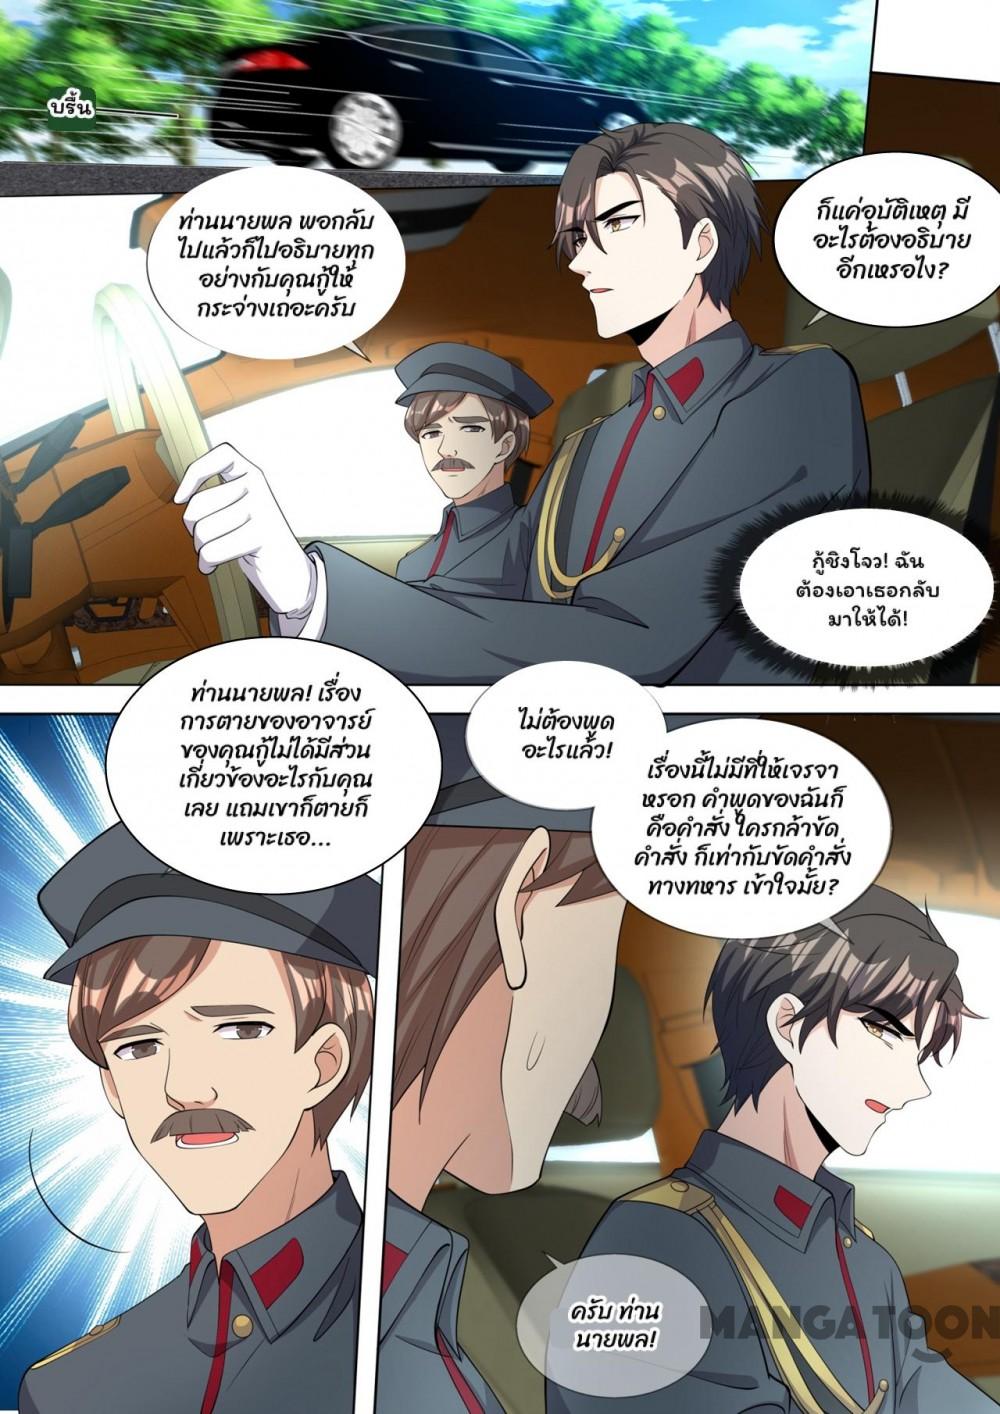 บรื้น
ท่านนายพล พอกลับ
ไปแล้วก็ไปอธิบายทุก
อย่างกับคุณกู้ให้
กระจ่างเถอะครับ
ก็แค่อุบัติเหตุ มี
อะไรต้องอธิบาย
อีกเหรอไง?
กู้ชิงโจว! ฉัน
ต้องเอาเธอกลับ
มาให้ได้!
ท่านนายพล! เรื่อง
การตายของอาจารย์
ของคุณกู้ไม่ได้มีส่วน
เกี่ยวข้องอะไรกับคุณ
เลย แถมเขาก็ตายก็
เพราะเธอ...
ไม่ต้องพูด
อะไรแล้ว!
เรื่องนี้ไม่มีที่ให้เจรจา
หรอก คำพูดของฉันก็
คือคำสั่ง ใครกล้าขัด
คำสั่ง ก็เท่ากับขัดคำสั่ง
ทางทหาร เข้าใจมั้ย?
ครับ ท่าน
นายพล!
MANGATOON